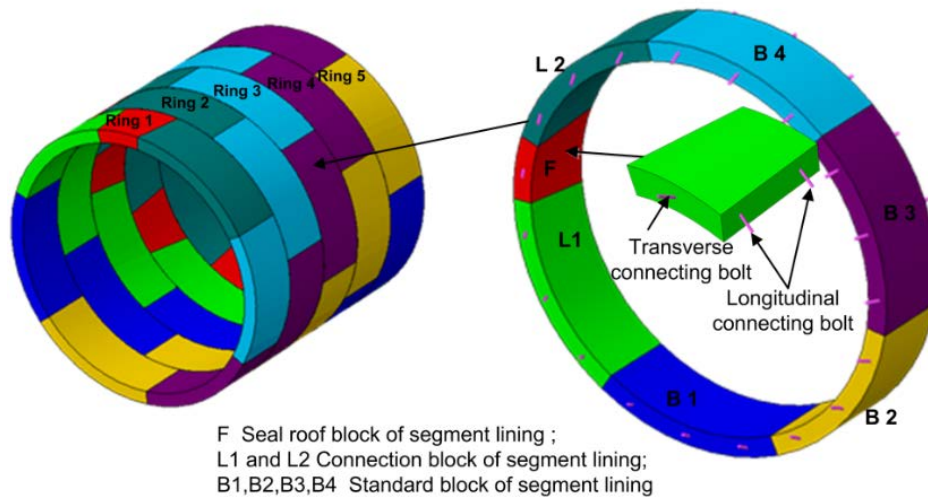 Ring 1
Ring 2
Ring 3
Ring 4
Ring 5
L 2
B 4
F
B 3
L1
Transverse
connecting bolt
Longitudinal
connecting bolt
B 1
B 2
F Seal roof block of segment lining ;
L1 and L2 Connection block of segment lining;
B1,B2,B3,B4 Standard block of segment lining